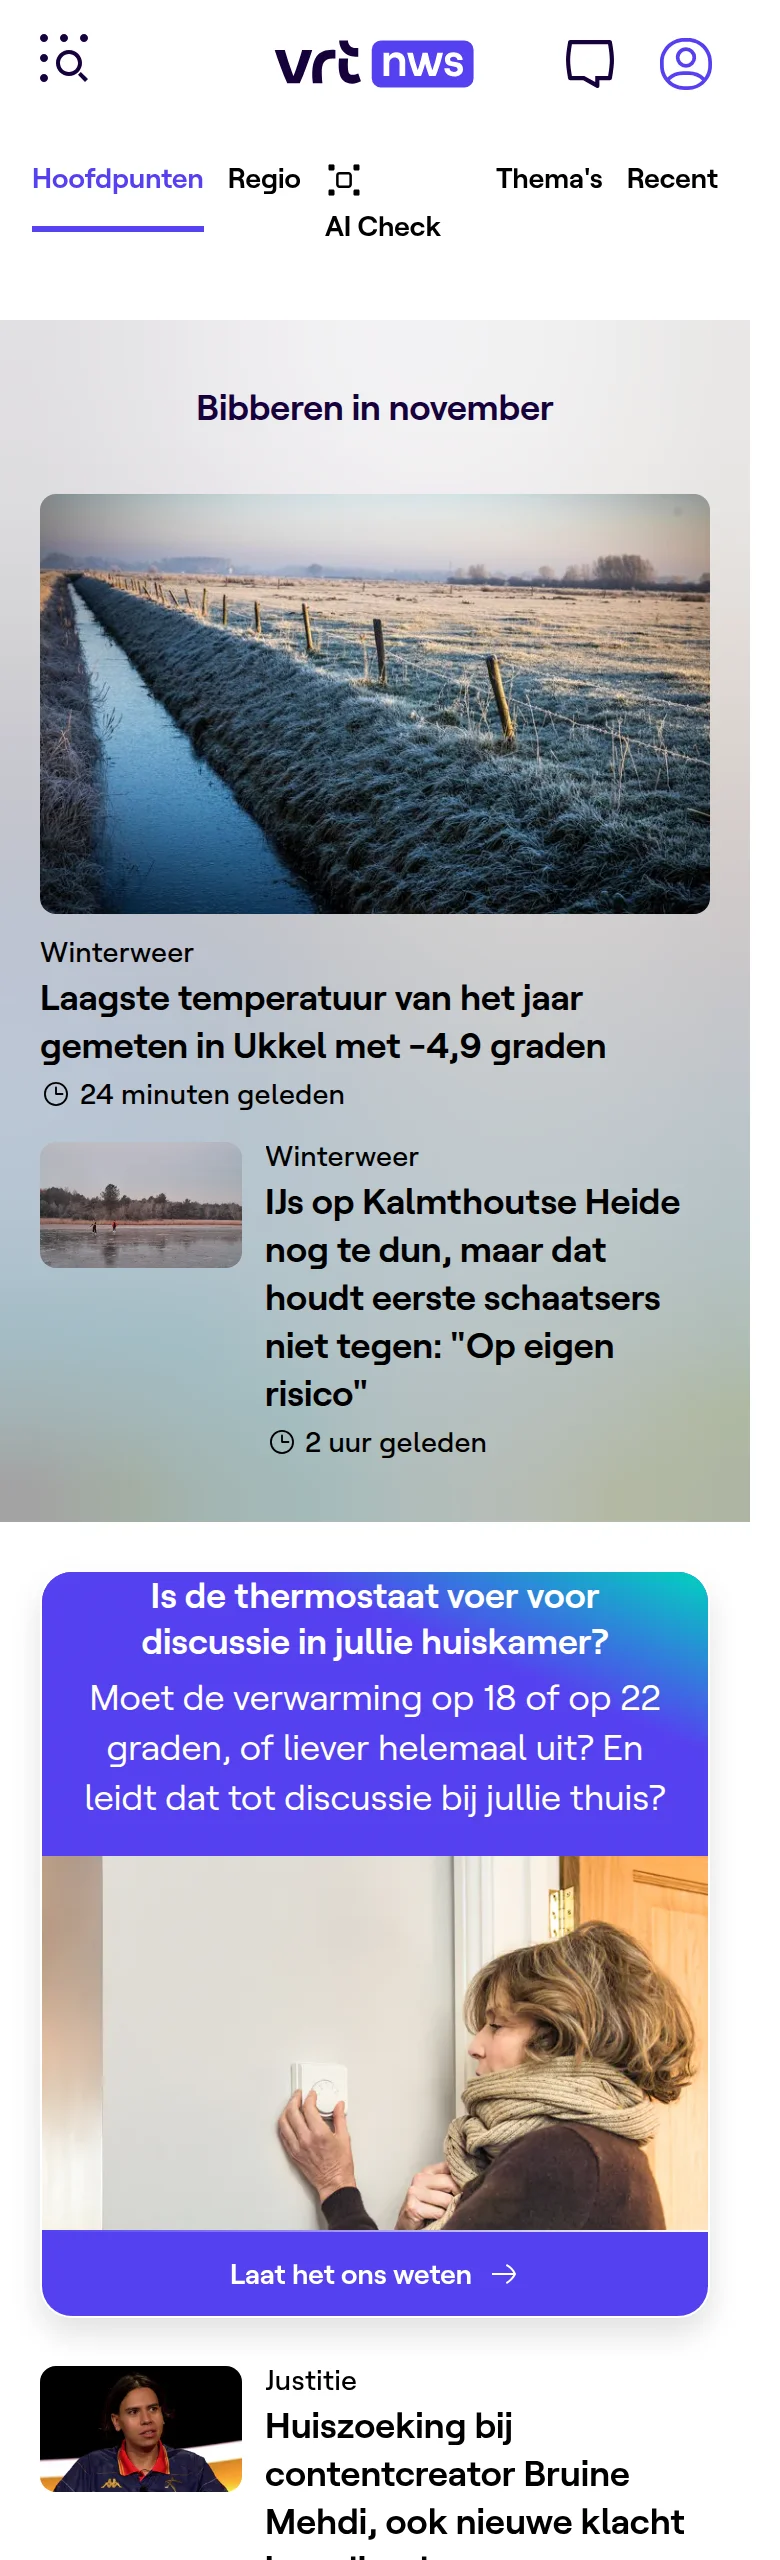 vrt nws
Hoofdpunten Regio AI Check Thema's Recent
Bibberen in november
Winterweer
Laagste temperatuur van het jaar
gemeten in Ukkel met -4,9 graden
24 minuten geleden
Winterweer
IJs op Kalmthoutse Heide
nog te dun, maar dat
houdt eerste schaatsers
niet tegen: "Op eigen
risico"
2 uur geleden
Is de thermostaat voer voor
discussie in jullie huiskamer?
Moet de verwarming op 18 of op 22
graden, of liever helemaal uit? En
leidt dat tot discussie bij jullie thuis?
Laat het ons weten
Justitie
Huiszoeking bij
contentcreator Bruine
Mehdi, ook nieuwe klacht